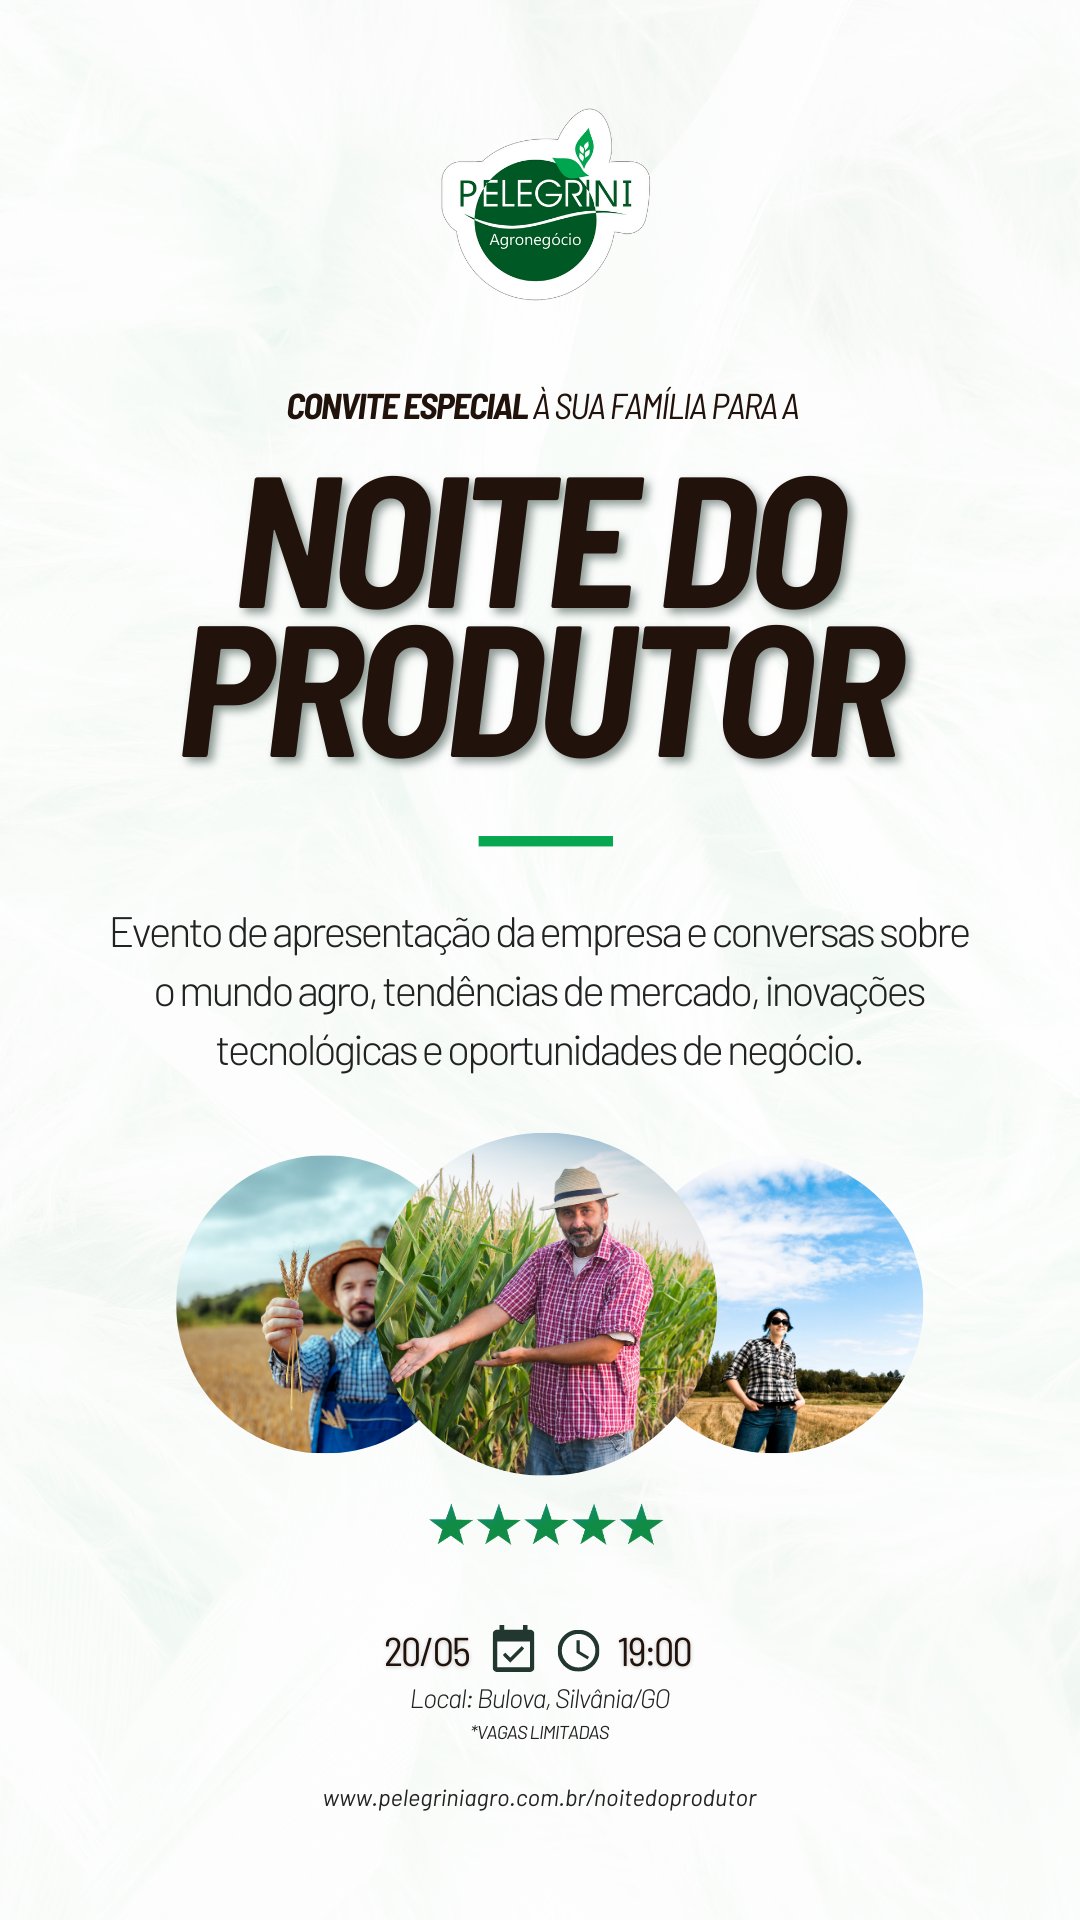 PELEGRINI
Agronegócio
CONVITE ESPECIAL À SUA FAMÍLIA PARA A
NOITE DO
PRODUTOR
Evento de apresentação da empresa e conversas sobre
o mundo agro, tendências de mercado, inovações
tecnológicas e oportunidades de negócio.
20/05 19:00
Local: Bulova, Silvânia/GO
*VAGAS LIMITADAS
www.pelegriniagro.com.br/noitedoprodutor